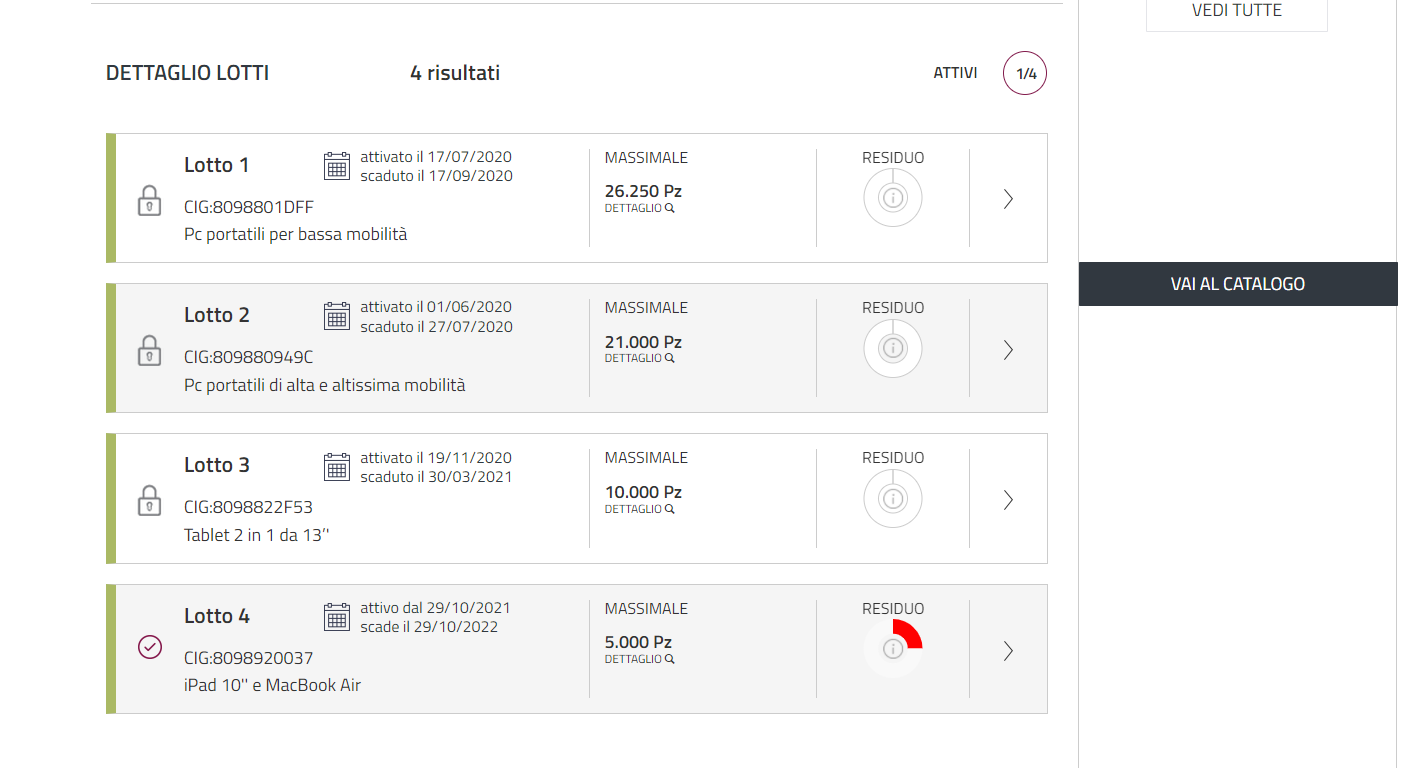 VEDI TUTTE
DETTAGLIO LOTTI
4 risultati
ATTIVI
1/4
Lotto 1
attivato il 17/07/2020
scaduto il 17/09/2020
CIG:8098801DFF
Pc portatili per bassa mobilità
MASSIMALE
26.250 Pz
DETTAGLIO
RESIDUO
VAI AL CATALOGO
Lotto 2
attivato il 01/06/2020
scaduto il 27/07/2020
CIG:809880949C
Pc portatili di alta e altissima mobilità
MASSIMALE
21.000 Pz
DETTAGLIO
RESIDUO
Lotto 3
attivato il 19/11/2020
scaduto il 30/03/2021
CIG:8098822F53
Tablet 2 in 1 da 13’’
MASSIMALE
10.000 Pz
DETTAGLIO
RESIDUO
Lotto 4
attivo dal 29/10/2021
scade il 29/10/2022
CIG:8098920037
iPad 10'' e MacBook Air
MASSIMALE
5.000 Pz
DETTAGLIO
RESIDUO